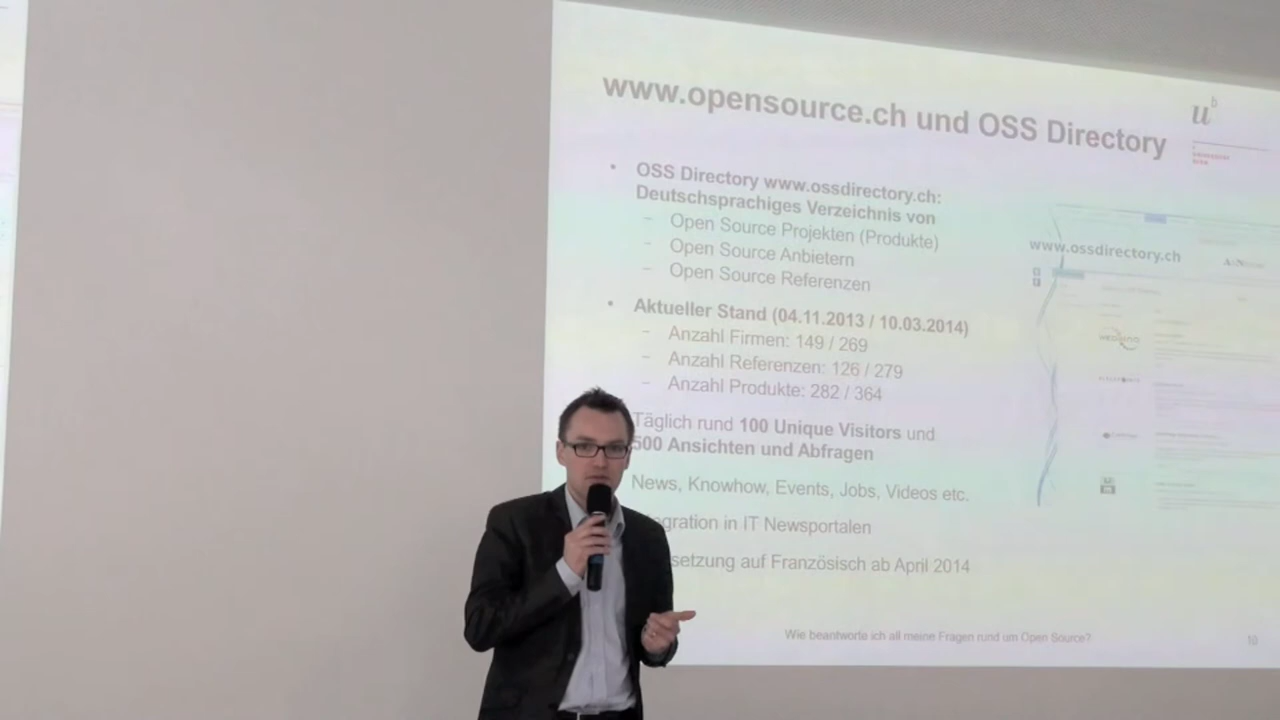 www.opensource.ch und OSS Directory
u
b
• OSS Directory www.ossdirectory.ch:
Deutschsprachiges Verzeichnis von
– Open Source Projekten (Produkte)
– Open Source Anbietern
– Open Source Referenzen
• Aktueller Stand (04.11.2013 / 10.03.2014)
– Anzahl Firmen: 149 / 269
– Anzahl Referenzen: 126 / 279
– Anzahl Produkte: 282 / 364
Täglich rund 100 Unique Visitors und
500 Ansichten und Abfragen
News, Knowhow, Events, Jobs, Videos etc.
egration in IT Newsportalen
setzung auf Französisch ab April 2014
www.ossdirectory.ch
Wie beantworte ich all meine Fragen rund um Open Source?
19